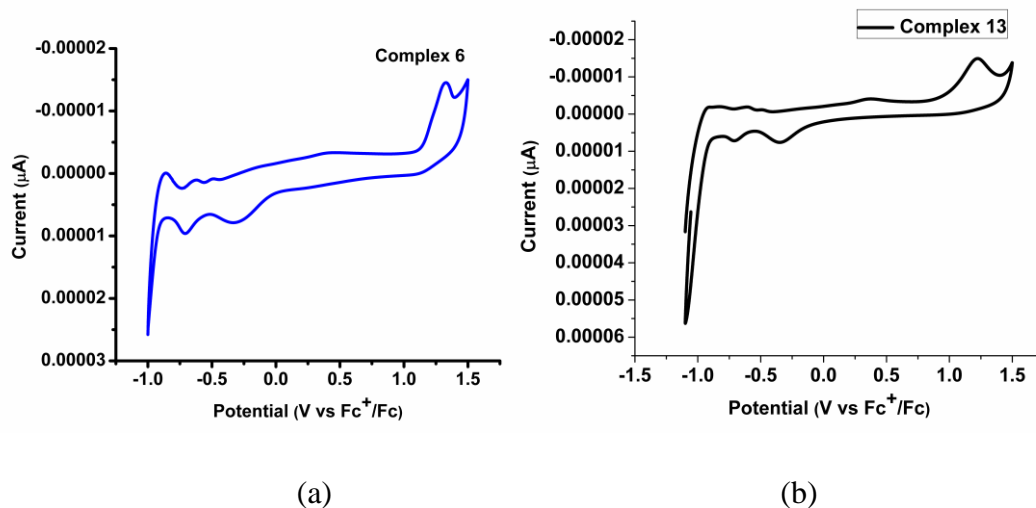 Complex 6
-0.00002
-0.00001
0.00000
0.00001
0.00002
0.00003
Current (μA)
-1.0 -0.5 0.0 0.5 1.0 1.5
Potential (V vs Fc+/Fc)
(a)
Complex 13
-0.00002
-0.00001
0.00000
0.00001
0.00002
0.00003
0.00004
0.00005
0.00006
Current (μA)
-1.5 -1.0 -0.5 0.0 0.5 1.0 1.5
Potential (V vs Fc+/Fc)
(b)